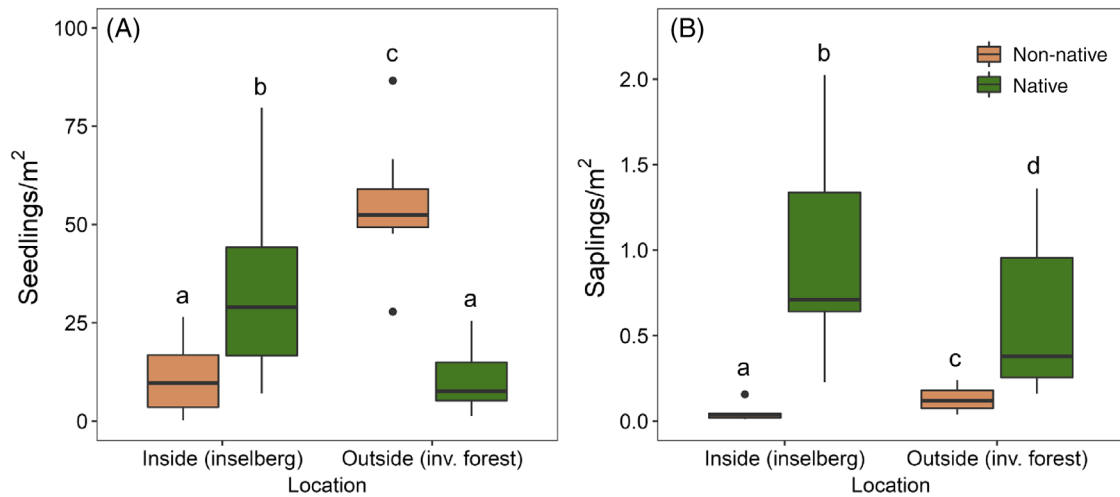 (A)
Seedlings/m²
100
75
50
25
0
a
b
c
a
Inside (inselberg)
Outside (inv. forest)
Location
(B)
Saplings/m²
2.0
1.5
1.0
0.5
0.0
a
b
c
d
Non-native
Native
Inside (inselberg)
Outside (inv. forest)
Location